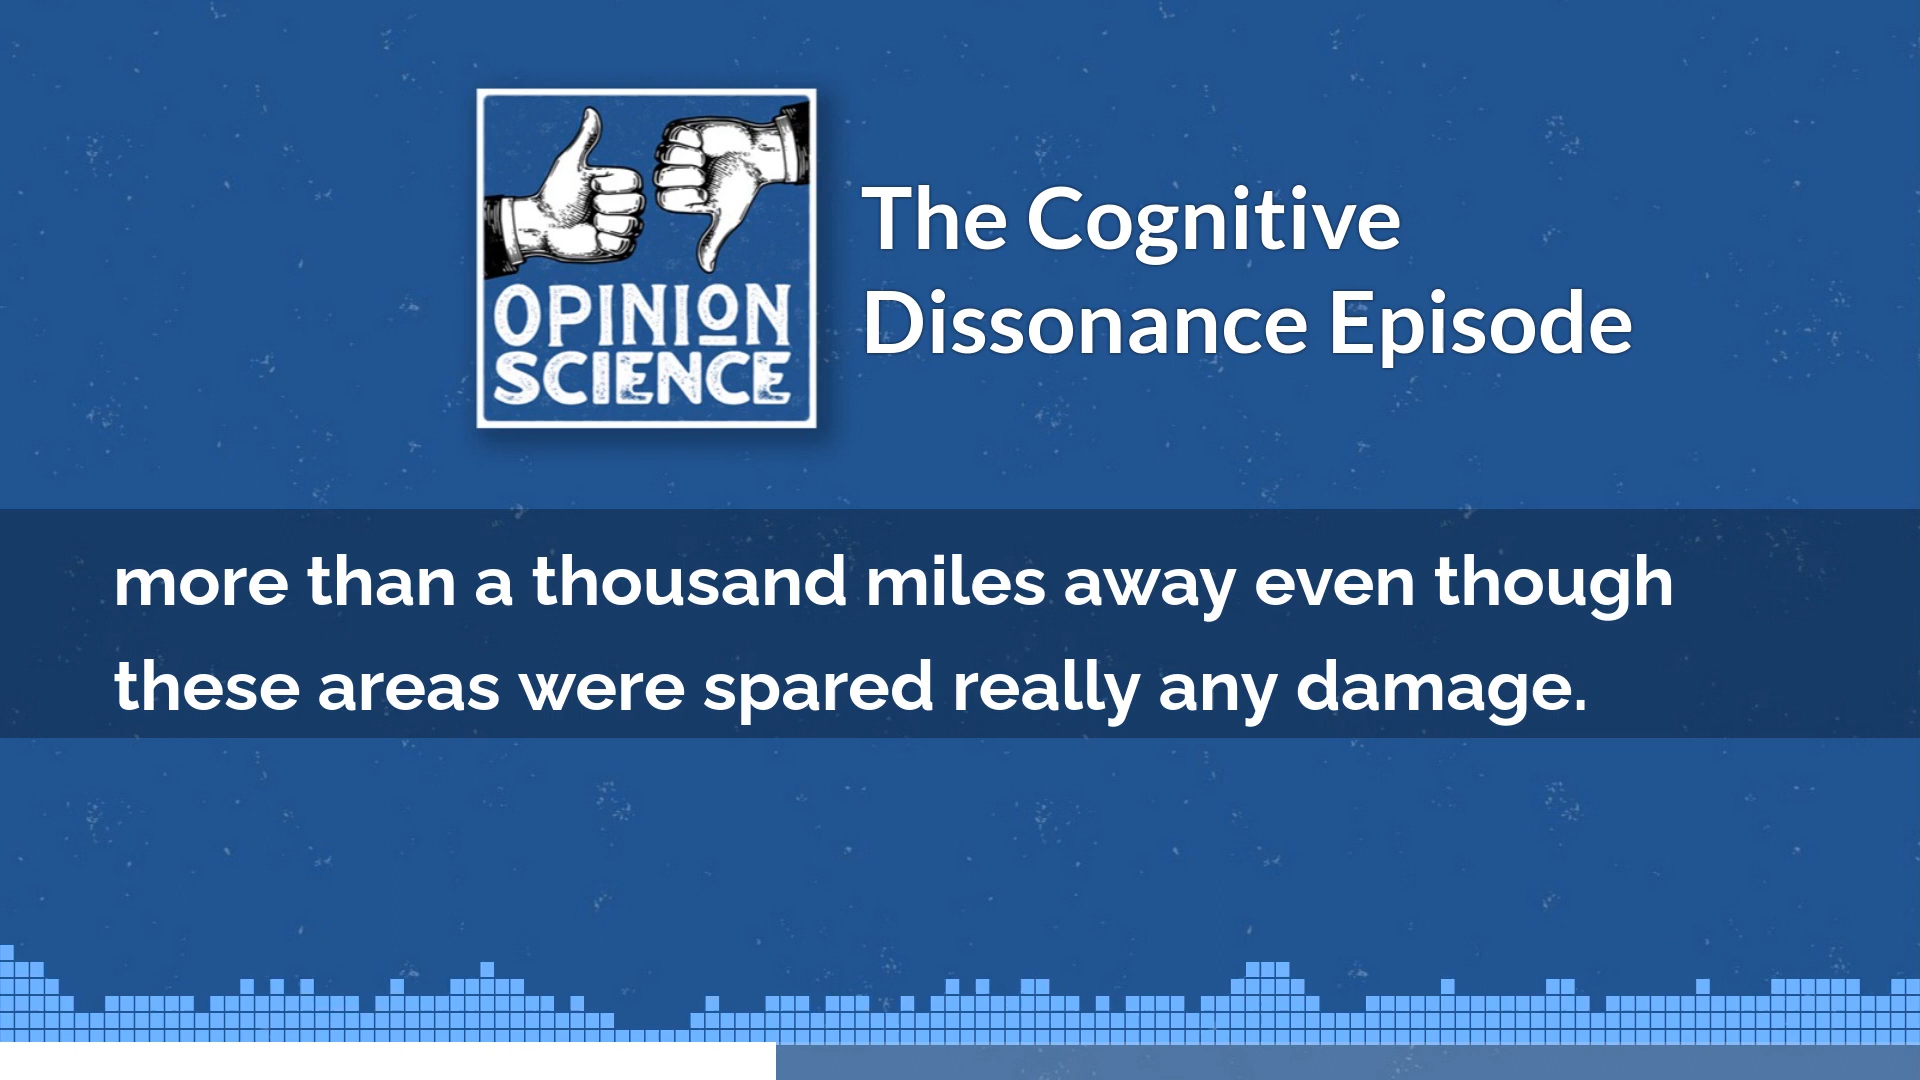 OPINION
SCIENCE
The Cognitive
Dissonance Episode
more than a thousand miles away even though
these areas were spared really any damage.